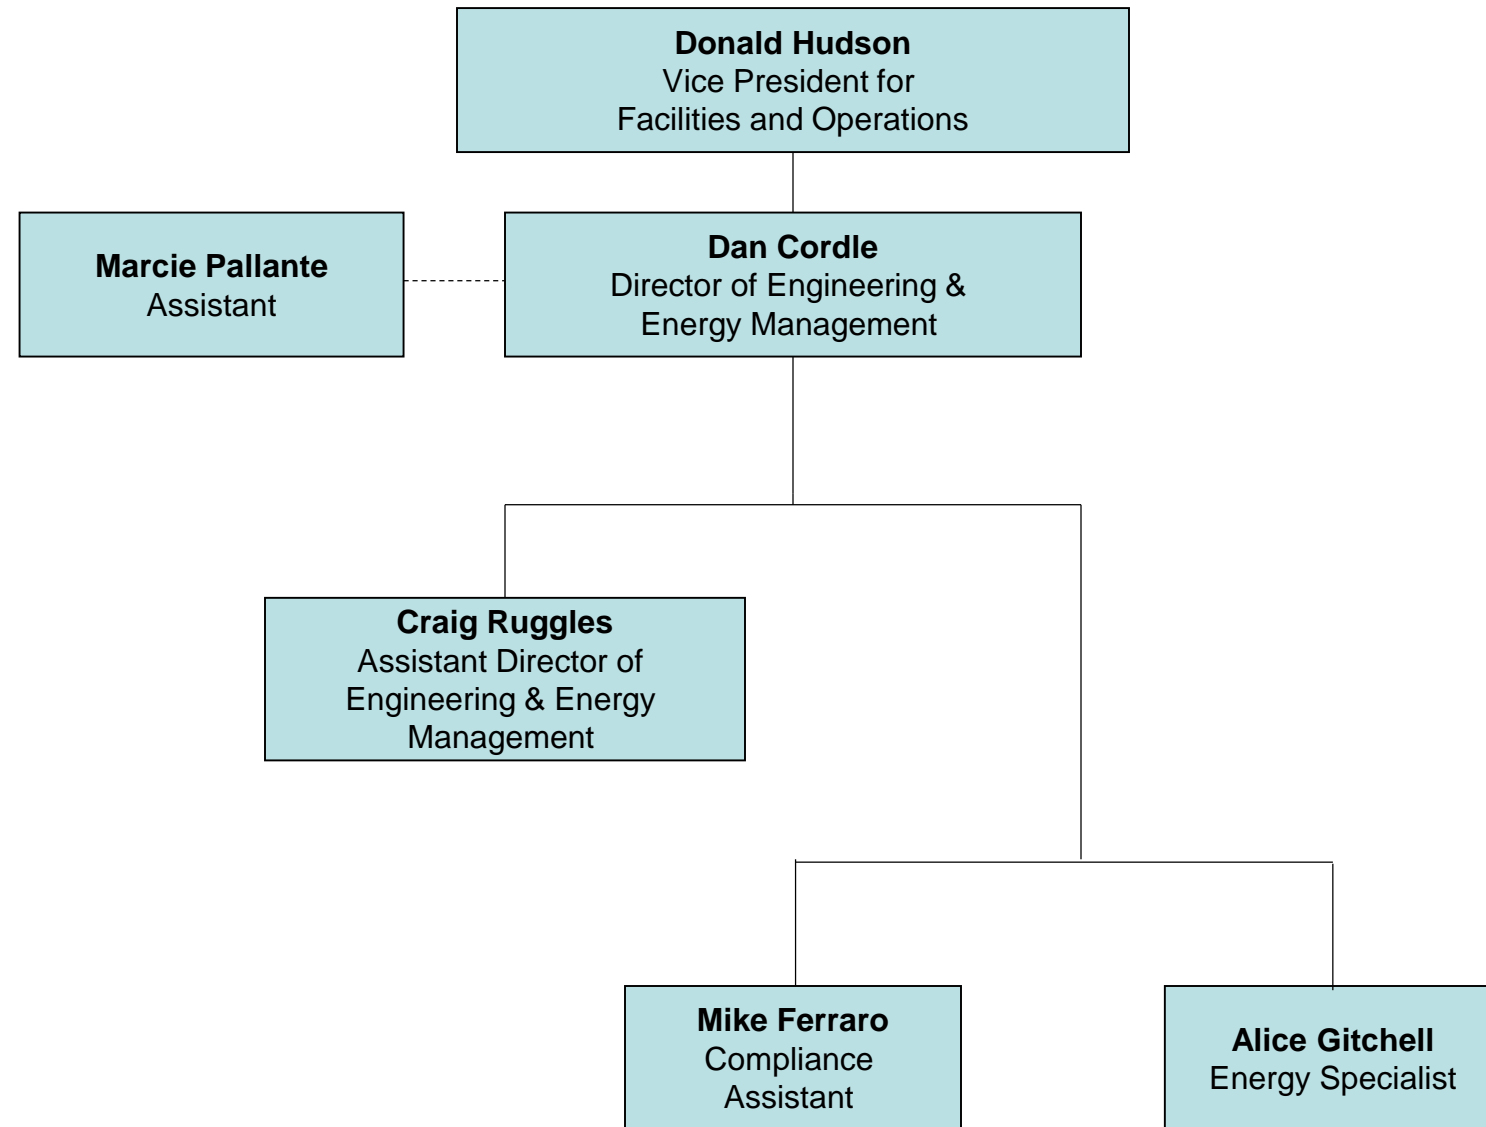 Donald Hudson
Vice President for
Facilities and Operations
Marcie Pallante
Assistant
Dan Cordle
Director of Engineering &
Energy Management
Craig Ruggles
Assistant Director of
Engineering & Energy
Management
Mike Ferraro
Compliance
Assistant
Alice Gitchell
Energy Specialist